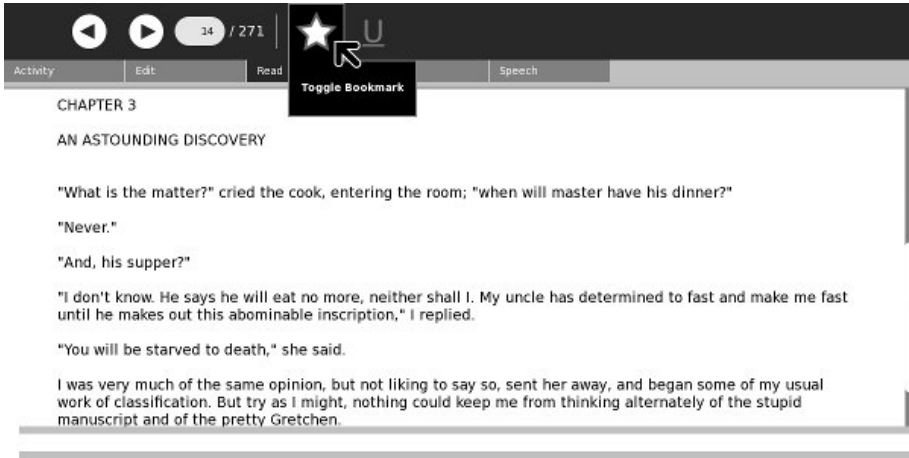 14 / 271 U
Activity Edit Read Speech
Toggle Bookmark
CHAPTER 3
AN ASTOUNDING DISCOVERY
"What is the matter?" cried the cook, entering the room; "when will master have his dinner?"
"Never."
"And, his supper?"
"I don't know. He says he will eat no more, neither shall I. My uncle has determined to fast and make me fast
until he makes out this abominable inscription," I replied.
"You will be starved to death," she said.
I was very much of the same opinion, but not liking to say so, sent her away, and began some of my usual
work of classification. But try as I might, nothing could keep me from thinking alternately of the stupid
manuscript and of the pretty Gretchen.